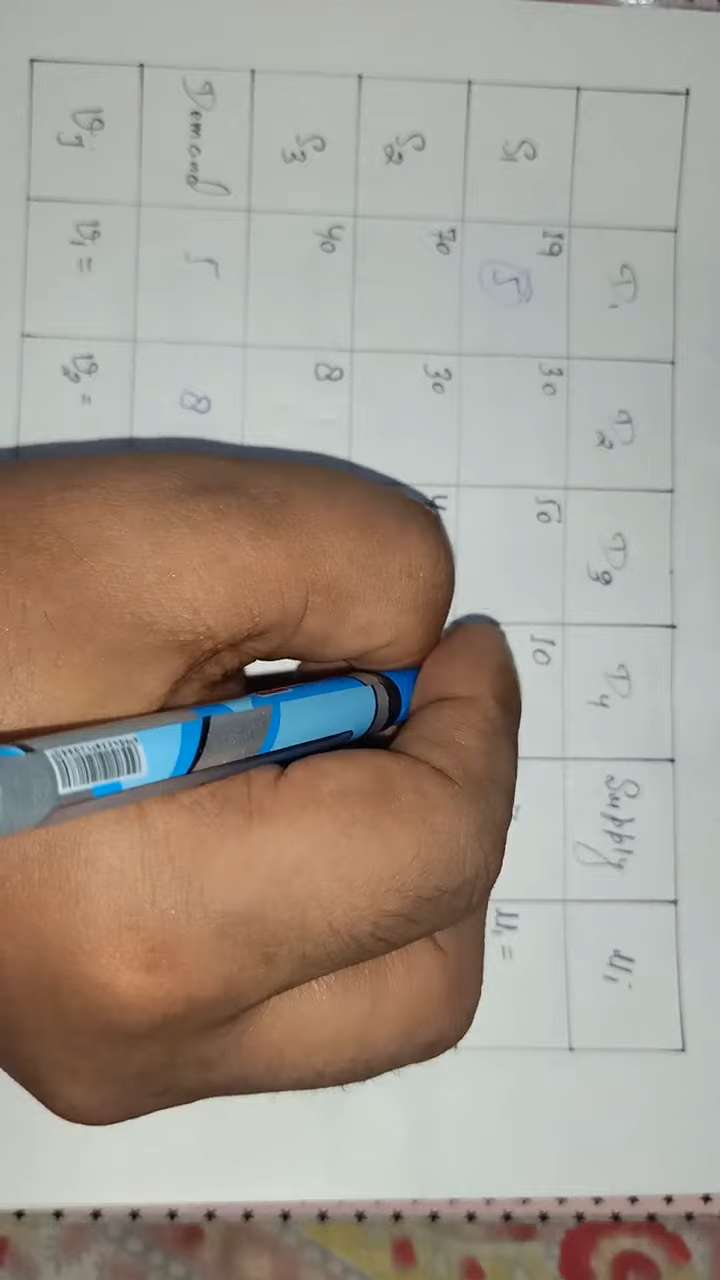 D1 D2 D3 D4 Supply ui
S1 19 5 30 50 10 u1 =
S2 70 30
S3 40 8
Demand 5 8
vj v1 = v2 =